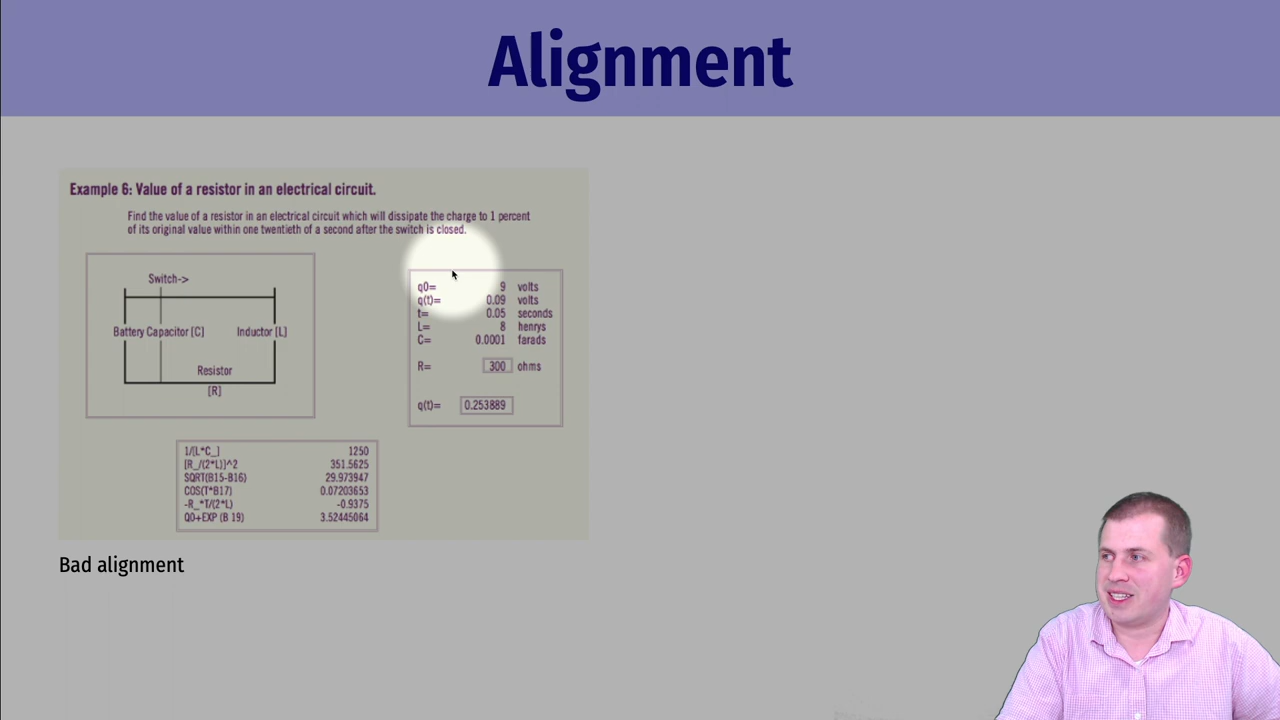 Alignment
Example 6: Value of a resistor in an electrical circuit.
Find the value of a resistor in an electrical circuit which will dissipate the charge to 1 percent
of its original value within one twentieth of a second after the switch is closed.
Switch->
Battery Capacitor [C] Inductor [L]
Resistor
[R]
q0= 9 volts
q(t)= 0.09 volts
t= 0.05 seconds
L= 8 henrys
C= 0.0001 farads
R= 300 ohms
q(t)= 0.253889
1/[L*C_] 1250
[R_/(2*L)]^2 351.5625
SQRT(B15-B16) 29.973947
COS(T*B17) 0.07203653
-R_*T/(2*L) -0.9375
Q0+EXP (B 19) 3.52445064
Bad alignment